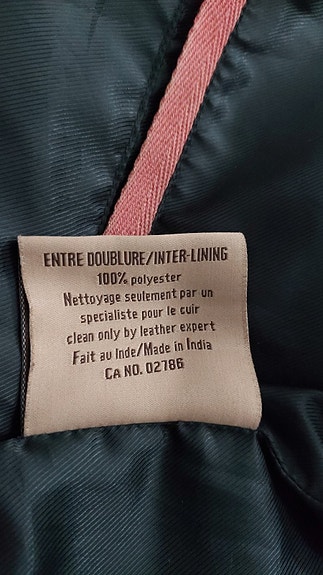 ENTRE DOUBLURE/INTER-LINING
100% polyester
Nettoyage seulement par un
specialiste pour le cuir
clean only by leather expert
Fait au Inde/Made in India
CA NO. 02786